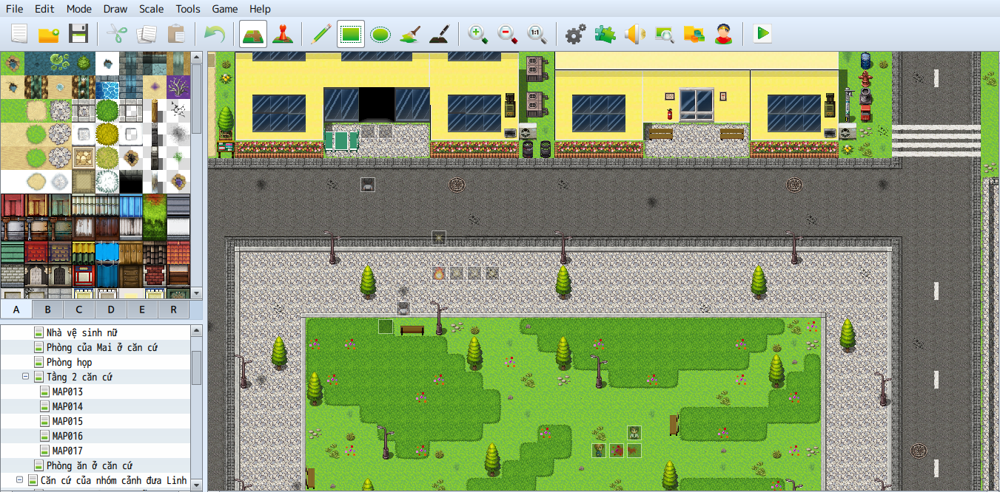 File Edit Mode Draw Scale Tools Game Help
1:1
A B C D E R
Nhà vệ sinh nữ
Phòng của Mai ở căn cứ
Phòng họp
Tầng 2 căn cứ
MAP013
MAP014
MAP015
MAP016
MAP017
Phòng ăn ở căn cứ
Căn cứ của nhóm cảnh đưa Linh